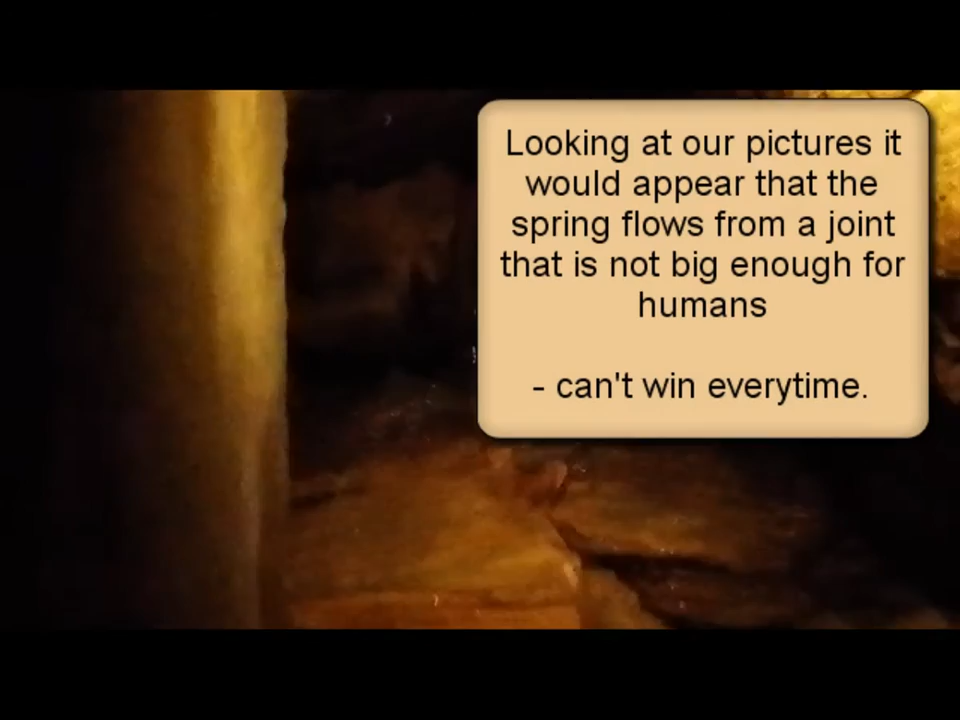 Looking at our pictures it
would appear that the
spring flows from a joint
that is not big enough for
humans
- can't win everytime.